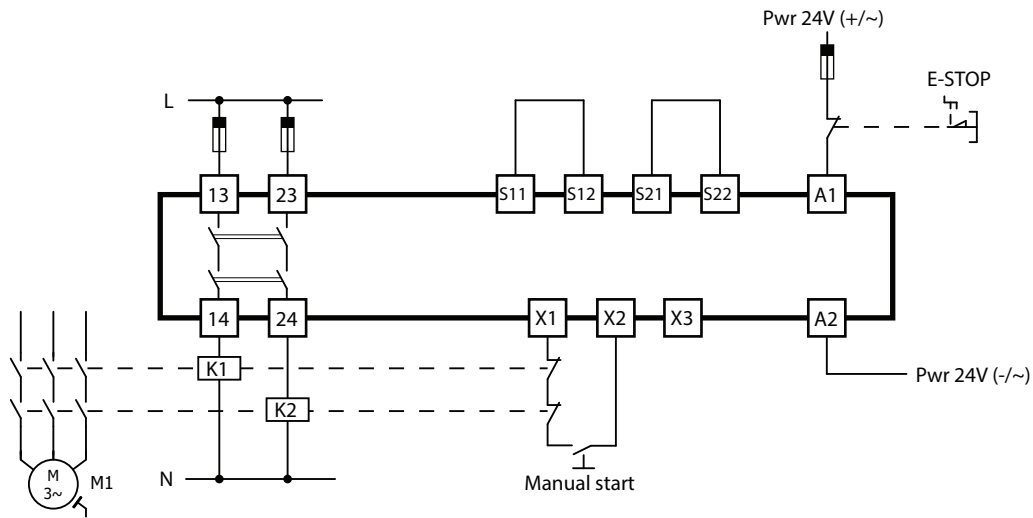 Pwr 24V (+/~)
E-STOP
L
13
23
S11
S12
S21
S22
A1
14
24
X1
X2
X3
A2
K1
Pwr 24V (-/~)
K2
M
3~
M1
N
Manual start